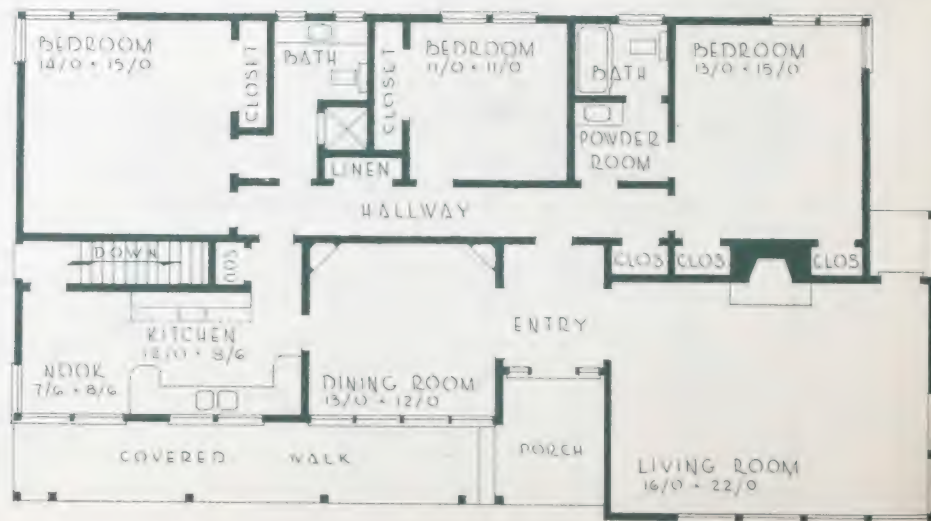 BEDROOM
14/0 × 15/0
CLOSET
BATH
CLOSET
BEDROOM
11/0 × 11/0
BATH
BEDROOM
13/0 × 15/0
POWDER
ROOM
LINEN
HALLWAY
DOWN
CLOS
CLOS
CLOS
CLOS
KITCHEN
12/0 × 8/6
ENTRY
NOOK
7/6 × 8/6
DINING ROOM
13/0 × 12/0
COVERED WALK
PORCH
LIVING ROOM
16/0 × 22/0